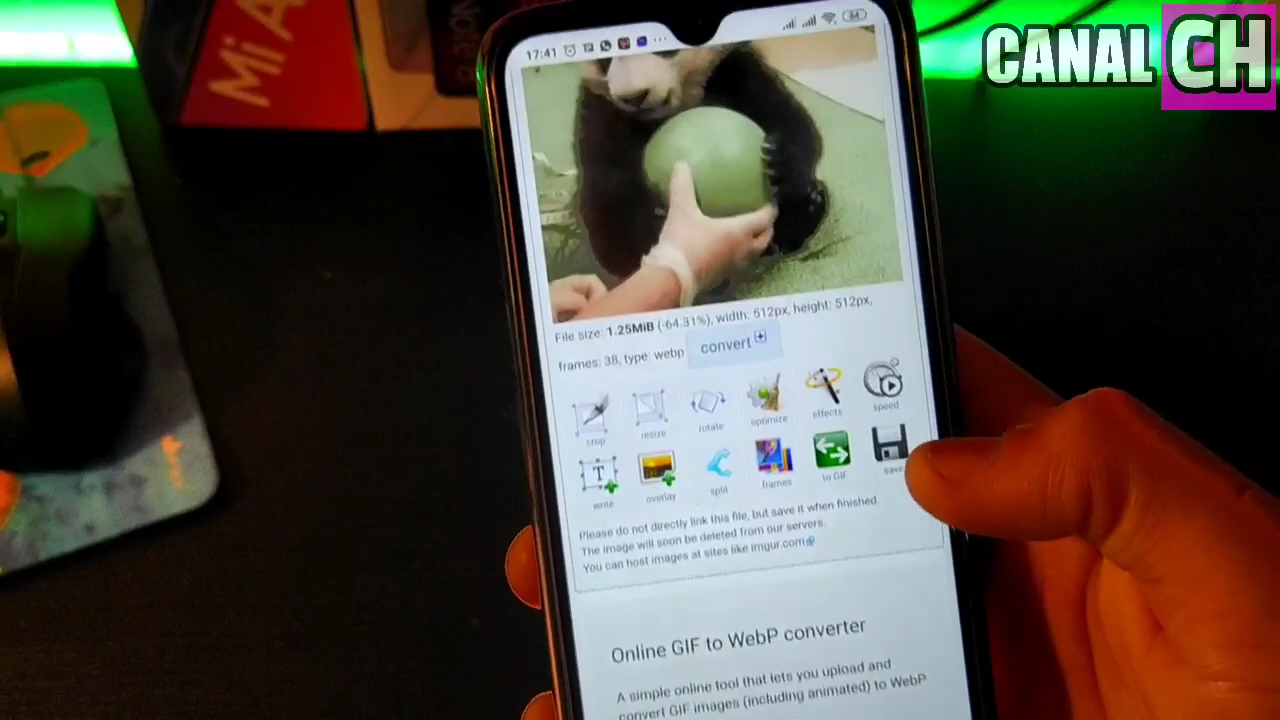 CANAL CH
Mi A
17:41
84
File size: 1.25MiB (-64.31%), width: 512px, height: 512px,
frames: 38, type: webp convert
crop resize rotate optimize effects speed
write overlay split frames to GIF save
Please do not directly link this file, but save it when finished
The image will soon be deleted from our servers.
You can host images at sites like imgur.com
Online GIF to WebP converter
A simple online tool that lets you upload and
convert GIF images (including animated) to WebP